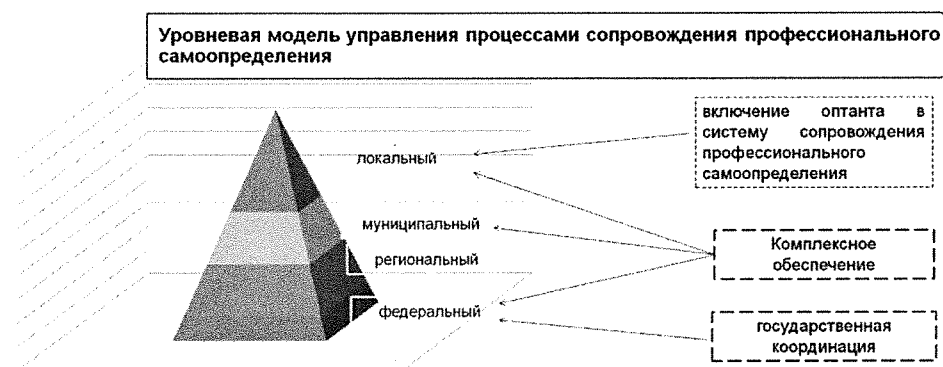 Уровневая модель управления процессами сопровождения профессионального
самоопределения
включение оптанта в
систему сопровождения
профессионального
самоопределения
локальный
муниципальный
региональный
федеральный
Комплексное
обеспечение
государственная
координация